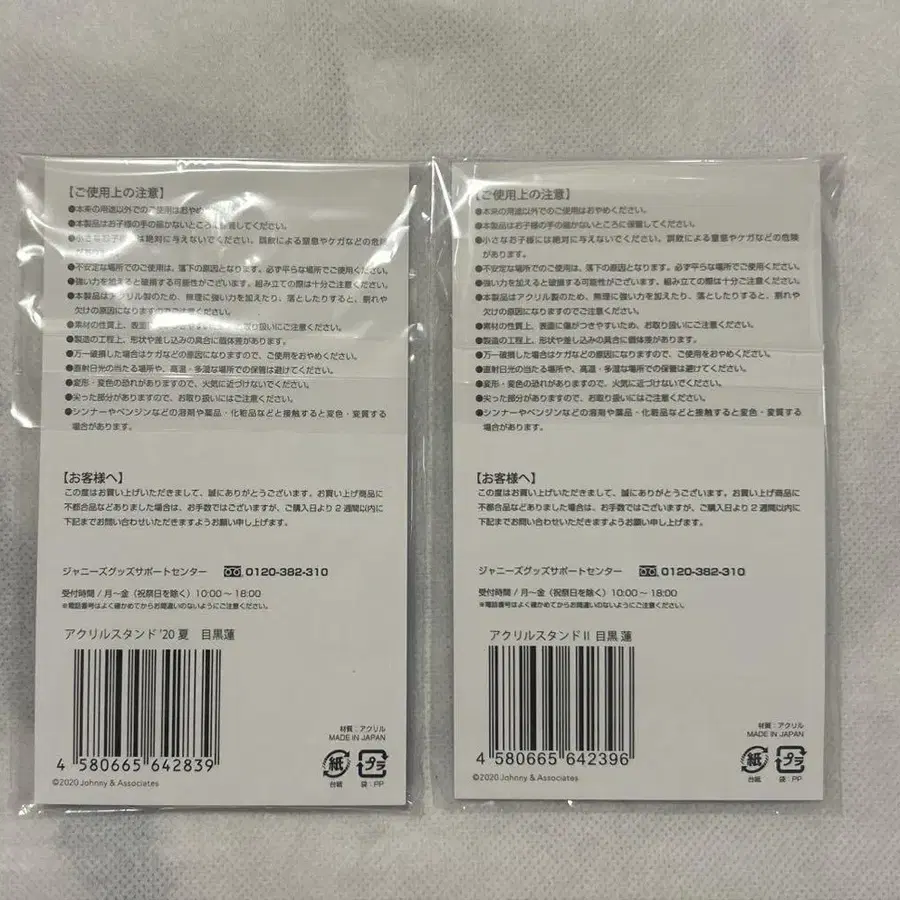 【ご使用上の注意】
●本来の用途以外でのご使用はおやめ
●本製品はお子様の手の届かないところに保管してください。
●小さなお子様には絶対に与えないでください。誤飲による窒息やケガなどの危険
があり
●不安定な場所でのご使用は、落下の原因となります。必ず平らな場所でご使用ください。
●強い力を加えると破損する可能性がございます。組み立ての際は十分ご注意ください。
●本製品はアクリル製のため、無理に強い力を加えたり、落としたりすると、割れや
欠けの原因になりますのでご注意ください。
●素材の性質上、表面に傷がつきやすいため、お取り扱いにご注意ください。
●製造の工程上、形状や差し込みの具合に個体差があります。
●万一破損した場合はケガなどの原因になりますので、ご使用をおやめください。
●直射日光の当たる場所や、高温・多湿な場所での保管は避けてください。
●変形・変色の恐れがありますので、火気に近づけないでください。
●尖った部分がありますので、お取り扱いにはご注意ください。
●シンナーやベンジンなどの溶剤や薬品・化粧品などと接触すると変色・変質する
場合があります。
【お客様へ】
この度はお買い上げいただきまして、誠にありがとうございます。お買い上げ商品に
不都合品などありました場合は、お手数ではございますが、ご購入日より2週間以内に
下記までお問い合わせいただきますようお願い申し上げます。
ジャニーズグッズサポートセンター 0120-382-310
受付時間/月～金(祝祭日を除く)10:00～18:00
※電話番号はよく確かめてからお間違いのないようにご注意ください。
アクリルスタンド'20 夏 目黒蓮
材質:アクリル
MADE IN JAPAN
4 580665 642839
紙 プラ
台紙 袋:PP
©2020 Johnny & Associates
【ご使用上の注意】
●本来の用途以外でのご使用はおやめください。
●本製品はお子様の手の届かないところに保管してください。
●小さなお子様には絶対に与えないでください。誤飲による窒息やケガなどの危険
があります。
●不安定な場所でのご使用は、落下の原因となります。必ず平らな場所でご使用ください。
●強い力を加えると破損する可能性がございます。組み立ての際は十分ご注意ください。
●本製品はアクリル製のため、無理に強い力を加えたり、落としたりすると、割れや
欠けの原因になりますのでご注意ください。
●素材の性質上、表面に傷がつきやすいため、お取り扱いにご注意ください。
●製造の工程上、形状や差し込みの具合に個体差があります。
●万一破損した場合はケガなどの原因になりますので、ご使用をおやめください。
●直射日光の当たる場所や、高温・多湿な場所での保管は避けてください。
●変形・変色の恐れがありますので、火気に近づけないでください。
●尖った部分がありますので、お取り扱いにはご注意ください。
●シンナーやベンジンなどの溶剤や薬品・化粧品などと接触すると変色・変質する
場合があります。
【お客様へ】
この度はお買い上げいただきまして、誠にありがとうございます。お買い上げ商品に
不都合品などありました場合は、お手数ではございますが、ご購入日より2週間以内に
下記までお問い合わせいただきますようお願い申し上げます。
ジャニーズグッズサポートセンター 0120-382-310
受付時間/月～金(祝祭日を除く)10:00～18:00
※電話番号はよく確かめてからお間違いのないようにご注意ください。
アクリルスタンドⅡ 目黒 蓮
材質:アクリル
MADE IN JAPAN
4 580665 642396
紙 プラ
台紙 袋:PP
©2020 Johnny & Associates